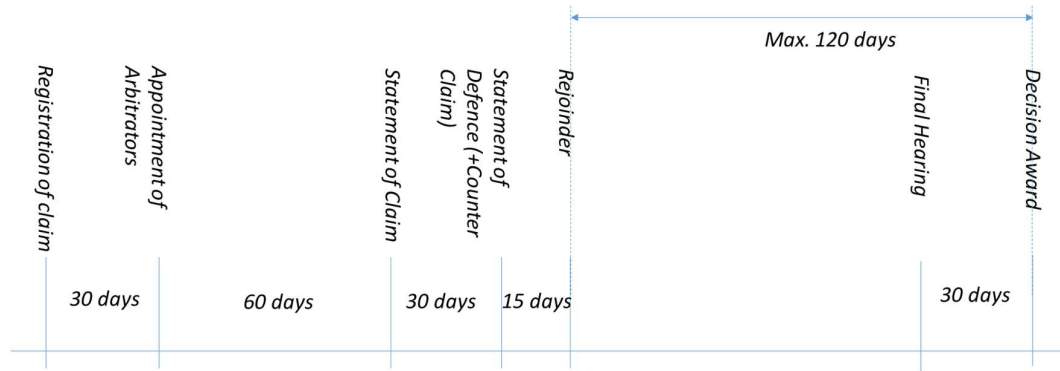 Max. 120 days
Registration of claim
Appointment of
Arbitrators
Statement of Claim
Statement of
Defence (+Counter
Claim)
Rejoinder
Final Hearing
Decision Award
30 days
60 days
30 days
15 days
30 days